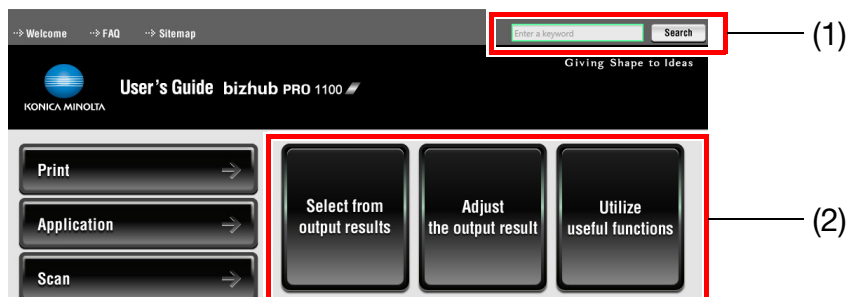 Welcome FAQ Sitemap
Enter a keyword Search
(1)
Giving Shape to Ideas
KONICA MINOLTA
User's Guide bizhub PRO 1100
Print
Application
Scan
Select from
output results
Adjust
the output result
Utilize
useful functions
(2)